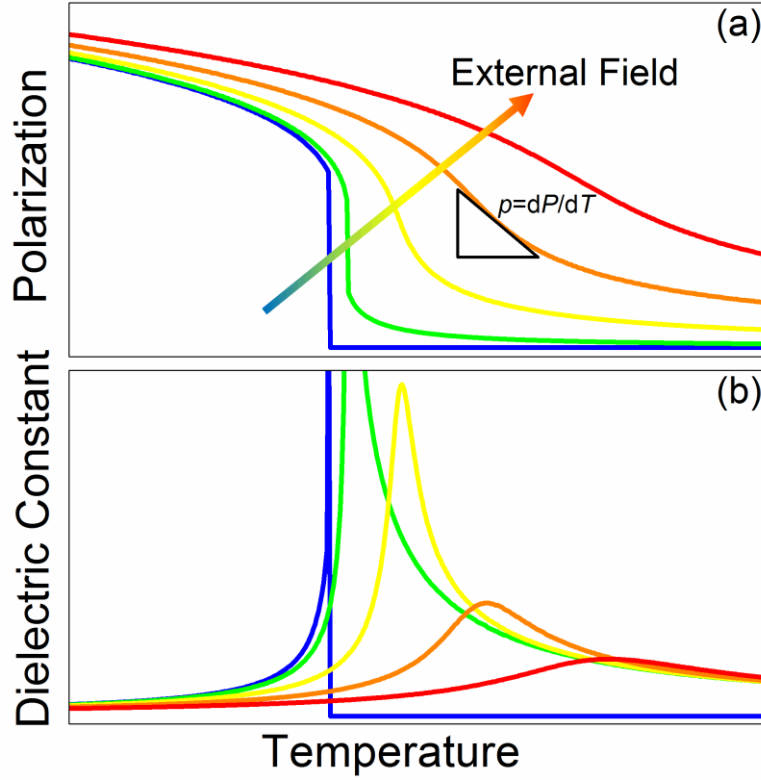 (a)
External Field
p=dP/dT
Polarization
(b)
Dielectric Constant
Temperature